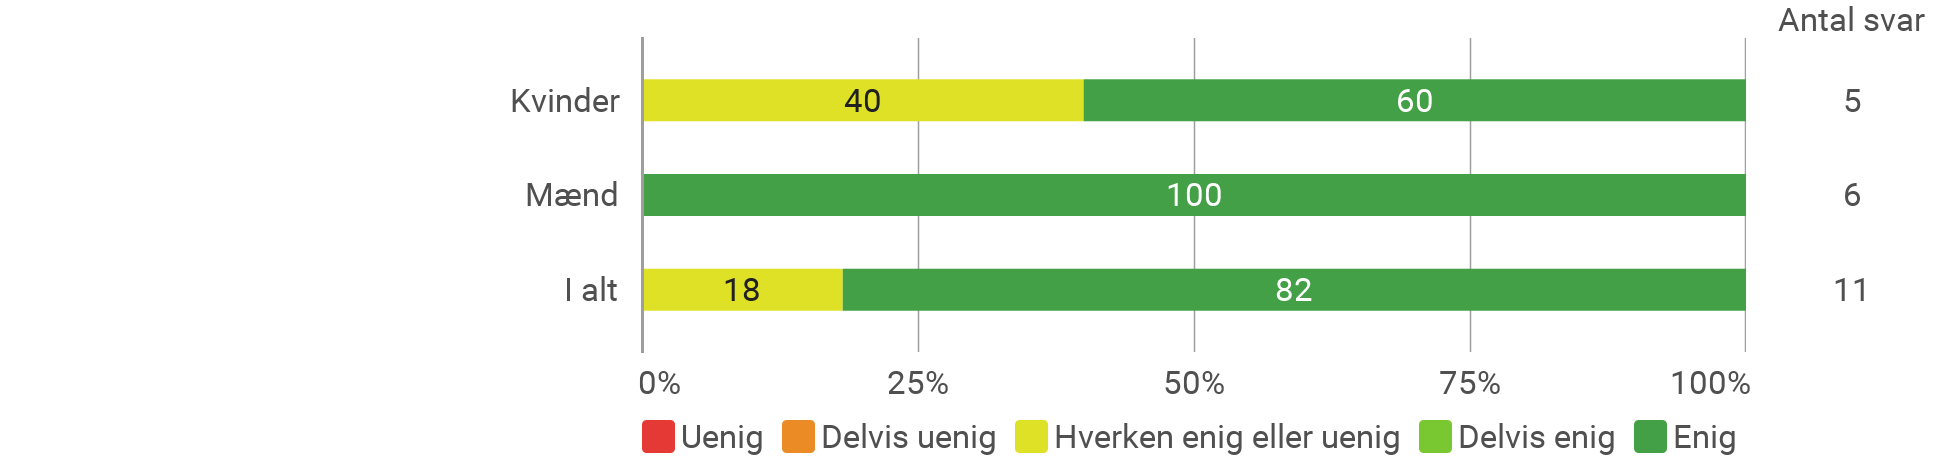 Antal svar
Kvinder 40 60 5
Mænd 100 6
I alt 18 82 11
0% 25% 50% 75% 100%
Uenig Delvis uenig Hverken enig eller uenig Delvis enig Enig